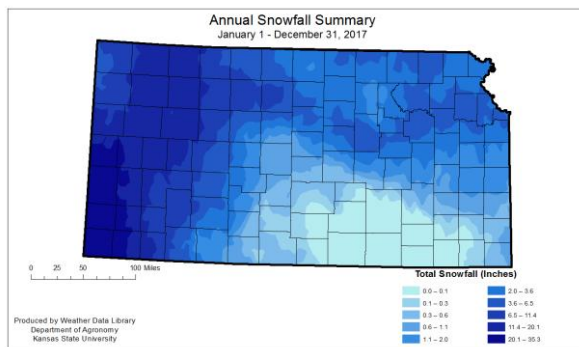 Annual Snowfall Summary
January 1 - December 31, 2017
0 25 50 100 Miles
Total Snowfall (Inches)
0.0 - 0.1
0.1 - 0.3
0.3 - 0.6
0.6 - 1.1
1.1 - 2.0
2.0 - 3.6
3.6 - 6.5
6.5 - 11.4
11.4 - 20.1
20.1 - 35.3
Produced by Weather Data Library
Department of Agronomy
Kansas State University